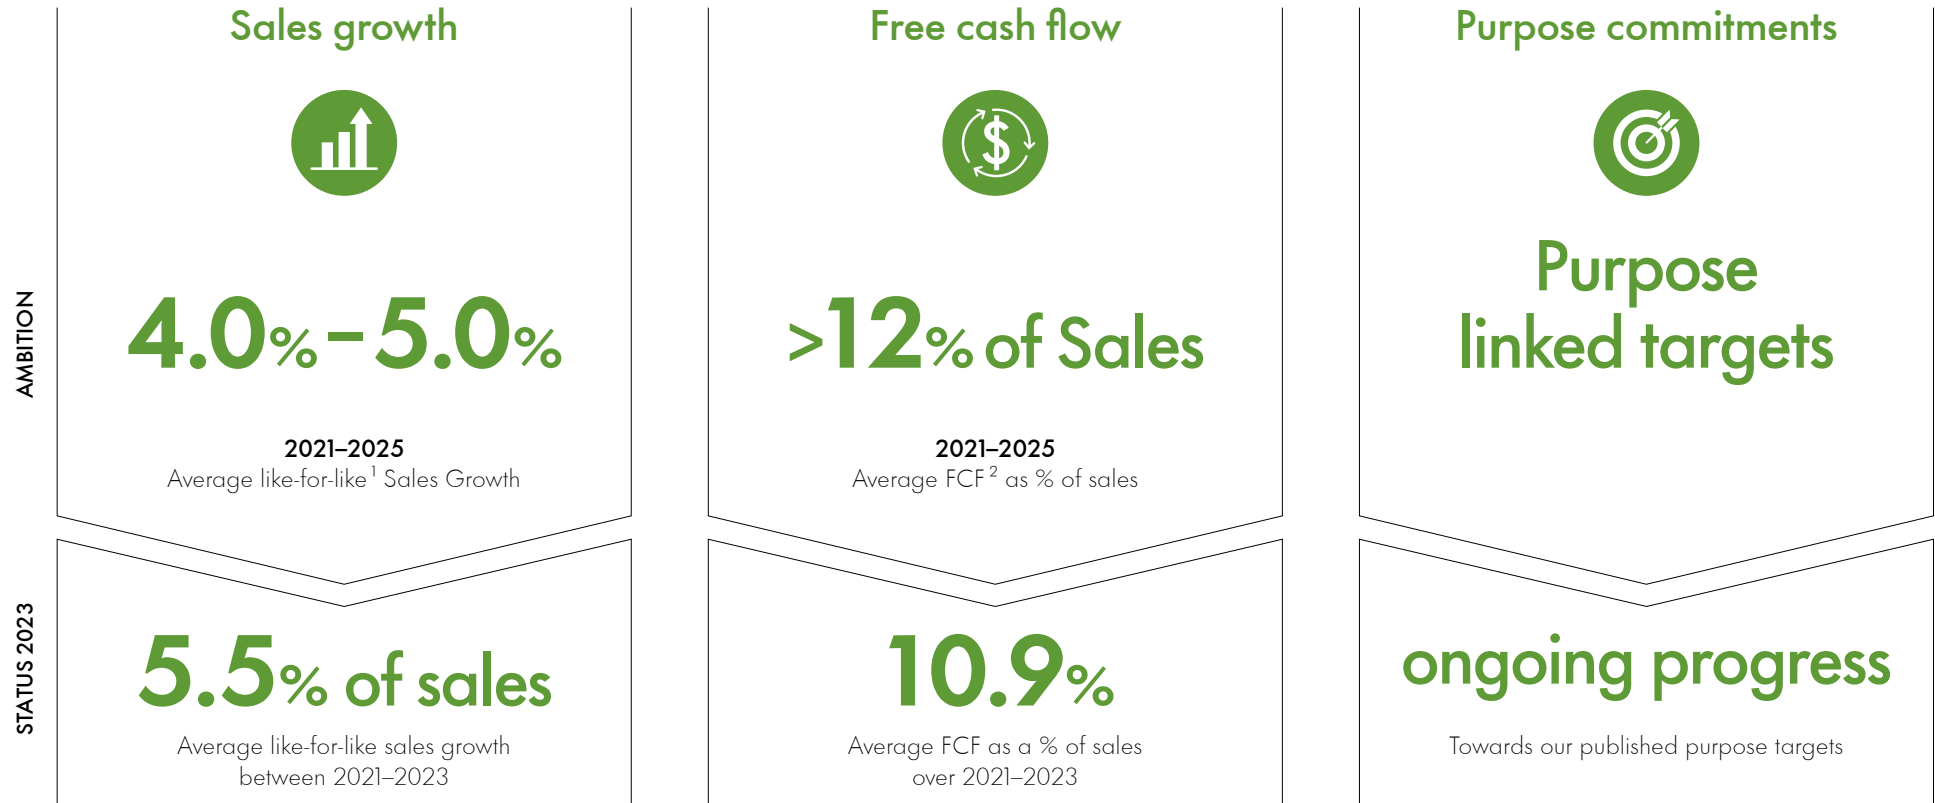 Sales growth
Free cash flow
Purpose commitments
$
AMBITION
4.0% – 5.0%
2021–2025
Average like-for-like¹ Sales Growth
>12% of Sales
2021–2025
Average FCF² as % of sales
Purpose
linked targets
STATUS 2023
5.5% of sales
Average like-for-like sales growth
between 2021–2023
10.9%
Average FCF as a % of sales
over 2021–2023
ongoing progress
Towards our published purpose targets